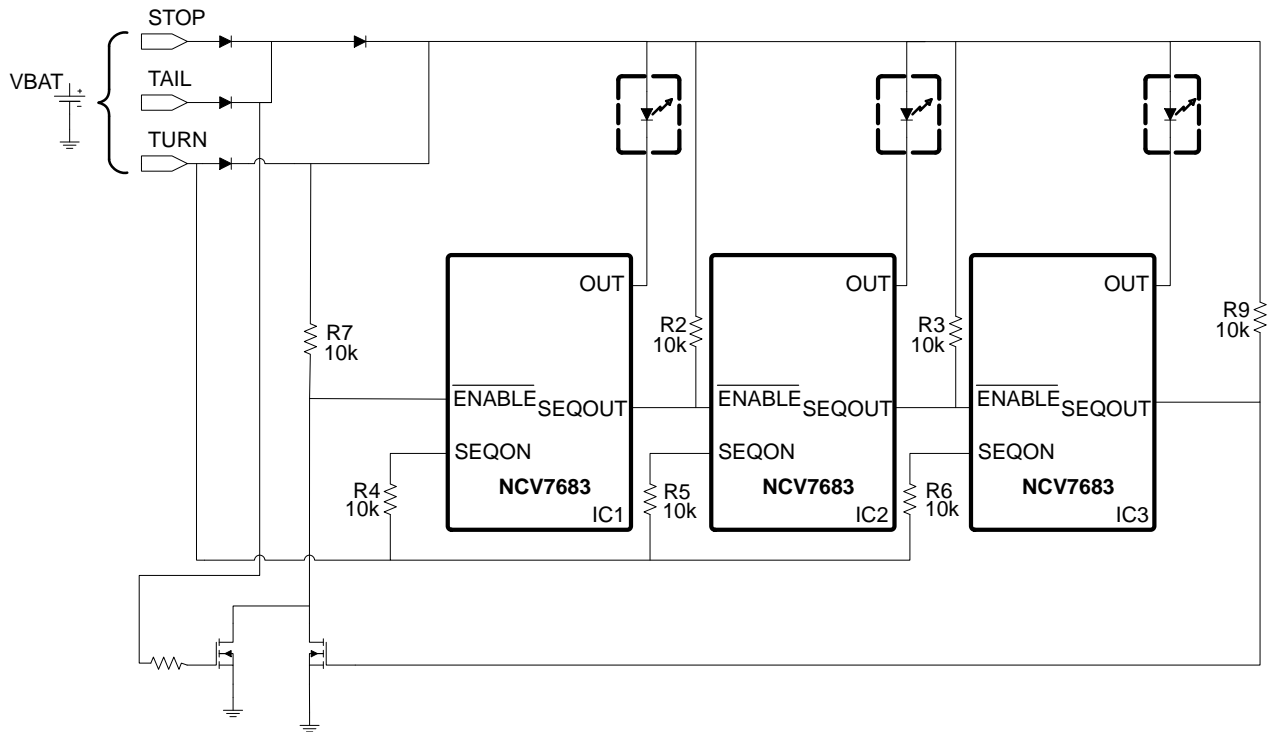 STOP
VBAT
+
-
TAIL
TURN
OUT
OUT
OUT
R7
10k
R2
10k
R3
10k
R9
10k
ENABLE
SEQOUT
ENABLE
SEQOUT
ENABLE
SEQOUT
SEQON
SEQON
SEQON
R4
10k
NCV7683
R5
10k
NCV7683
R6
10k
NCV7683
IC1
IC2
IC3